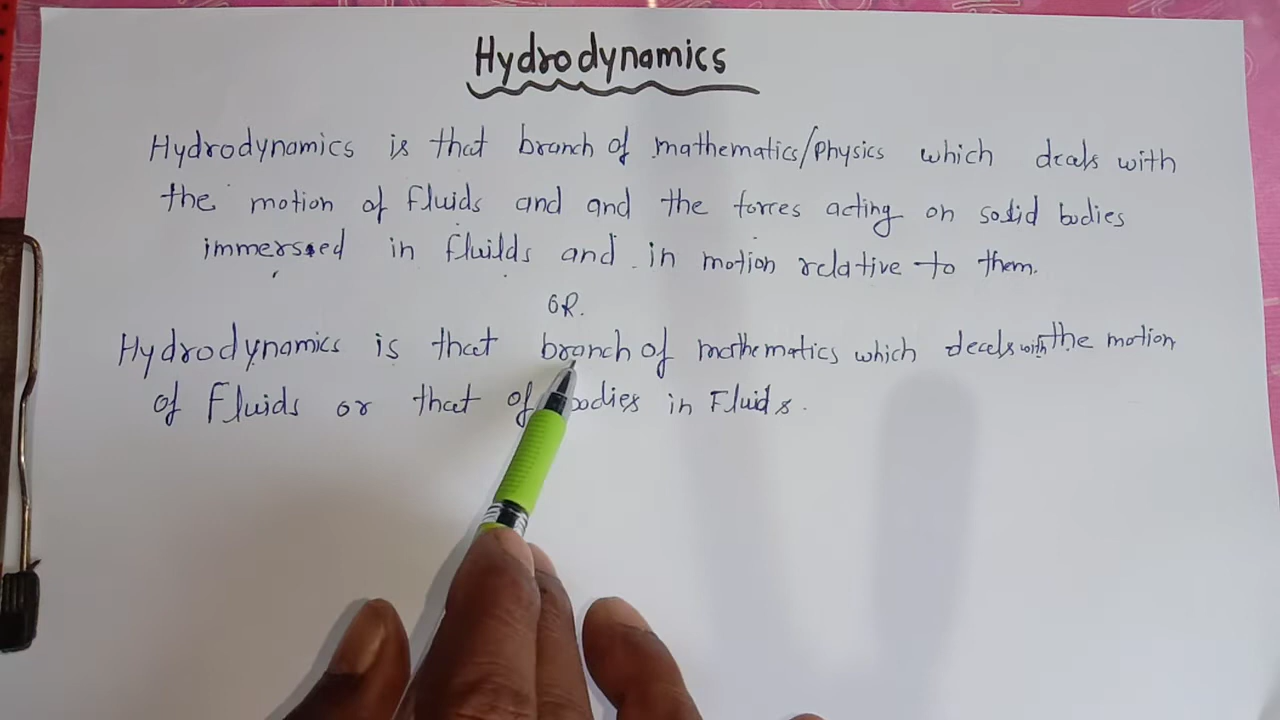 Hydrodynamics
Hydrodynamics is that branch of mathematics/Physics which deals with
the motion of fluids and and the forces acting on solid bodies
immersed in fluilds and in motion relative to them.
OR.
Hydrodynamics is that branch of mathematics which deals with the motion
of Fluids or that of bodies in Fluids.